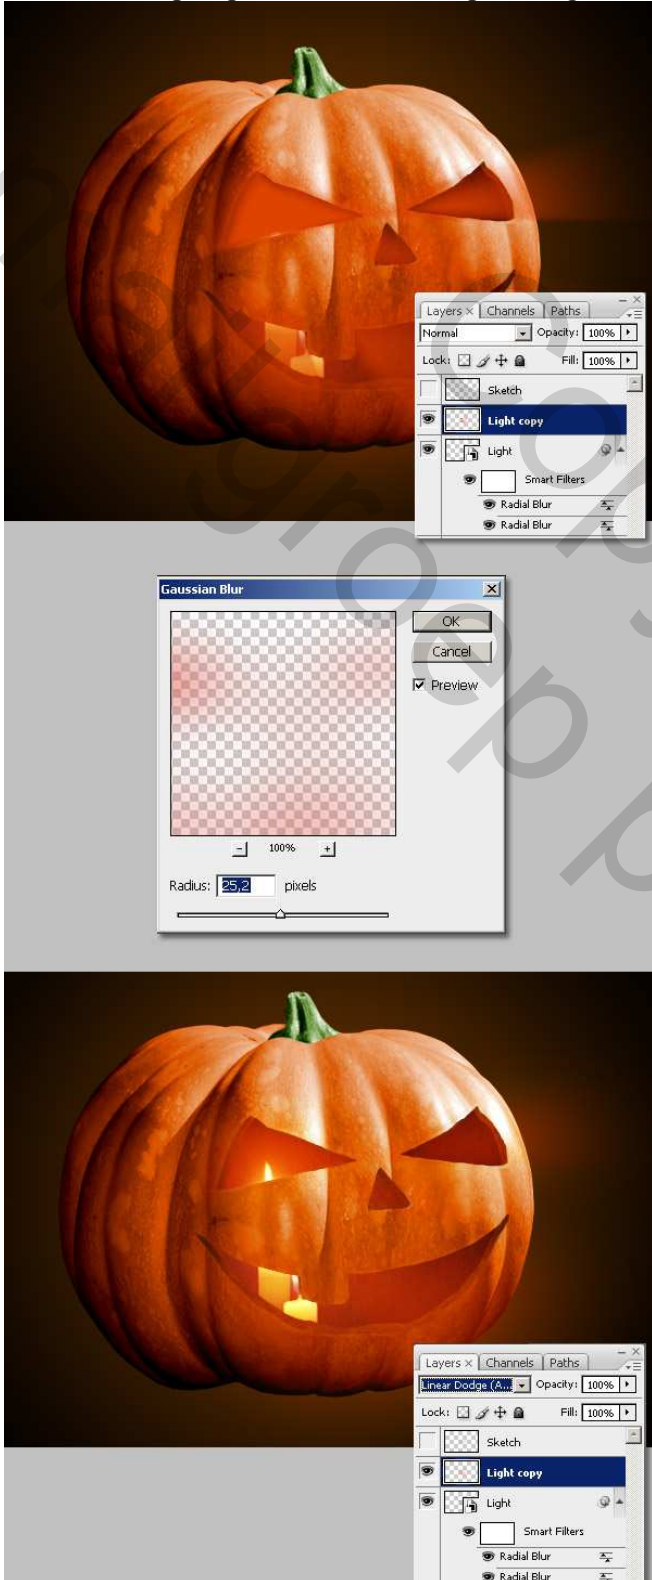 Layers × Channels Paths
Normal Opacity: 100%
Lock: Fill: 100%
Sketch
Light copy
Light
Smart Filters
Radial Blur
Radial Blur
Gaussian Blur
OK
Cancel
Preview
- 100% +
Radius: 25,2 pixels
Layers × Channels Paths
Linear Dodge (A... Opacity: 100%
Lock: Fill: 100%
Sketch
Light copy
Light
Smart Filters
Radial Blur
Radial Blur